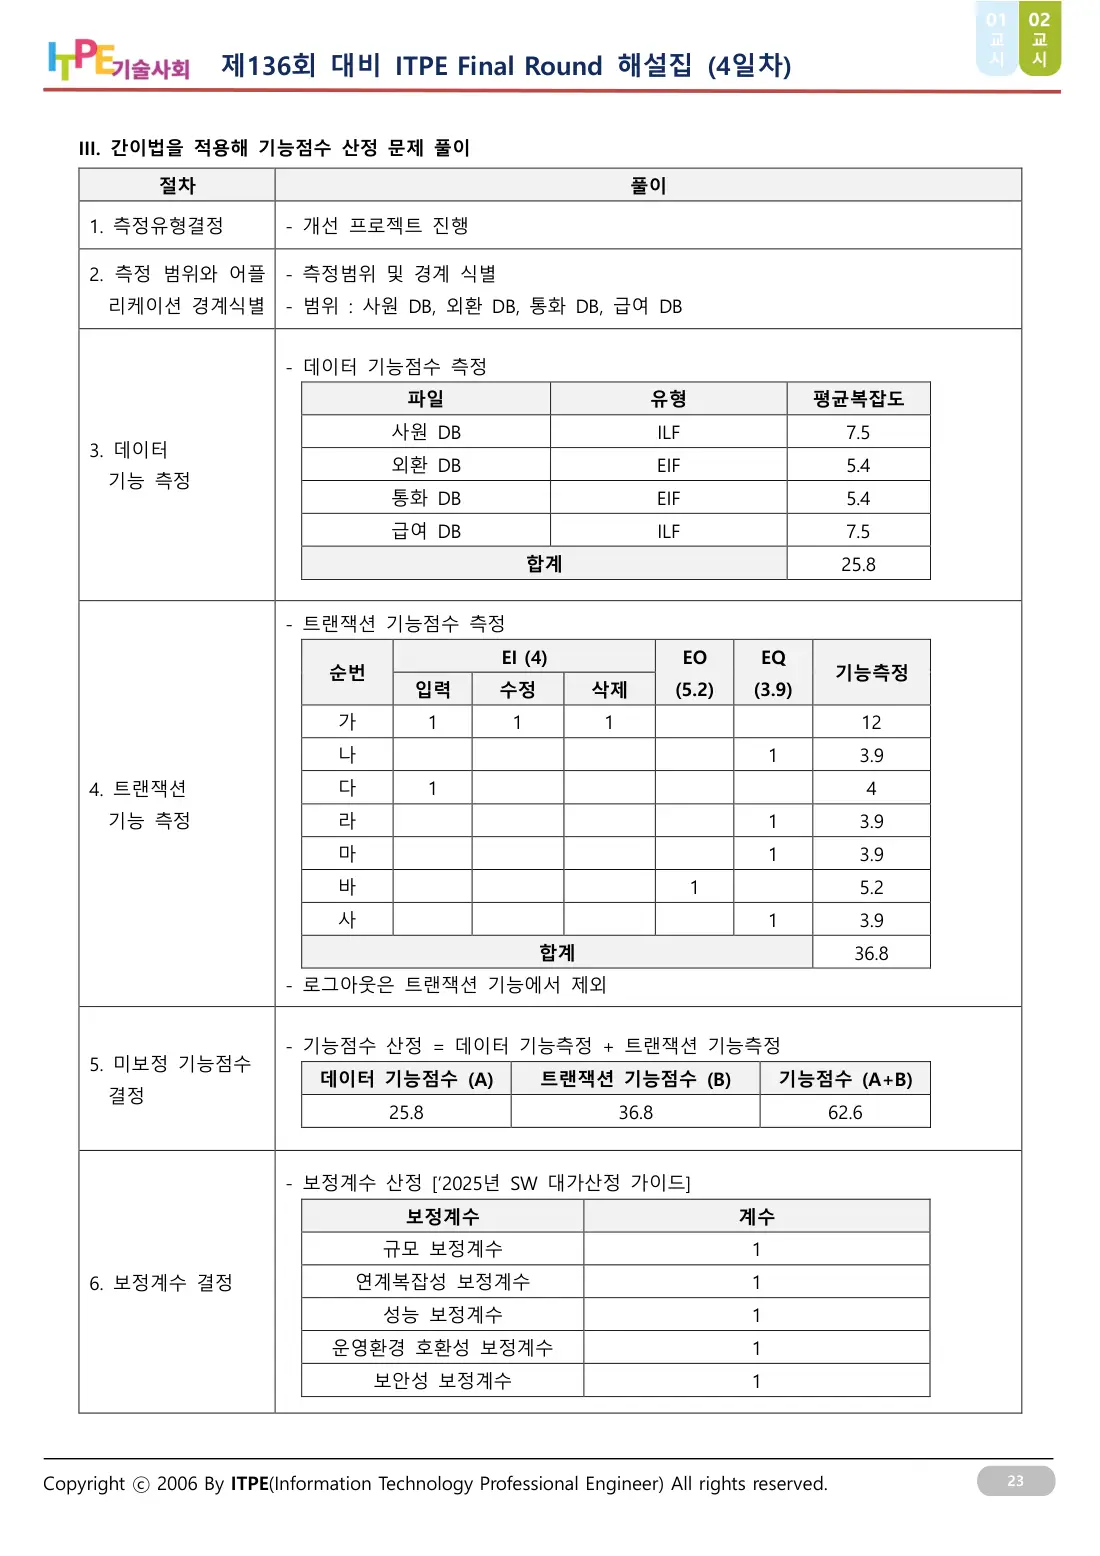 01 교시
02 교시
ITPE기술사회 제136회 대비 ITPE Final Round 해설집 (4일차)
III. 간이법을 적용해 기능점수 산정 문제 풀이
절차 풀이
1. 측정유형결정 - 개선 프로젝트 진행
2. 측정 범위와 어플리케이션 경계식별
- 측정범위 및 경계 식별
- 범위 : 사원 DB, 외환 DB, 통화 DB, 급여 DB
3. 데이터
기능 측정
- 데이터 기능점수 측정
파일 유형 평균복잡도
사원 DB ILF 7.5
외환 DB EIF 5.4
통화 DB EIF 5.4
급여 DB ILF 7.5
합계 25.8
4. 트랜잭션
기능 측정
- 트랜잭션 기능점수 측정
순번 EI (4) EO (5.2) EQ (3.9) 기능측정
입력 수정 삭제
가 1 1 1 12
나 1 3.9
다 1 4
라 1 3.9
마 1 3.9
바 1 5.2
사 1 3.9
합계 36.8
- 로그아웃은 트랜잭션 기능에서 제외
5. 미보정 기능점수
결정
- 기능점수 산정 = 데이터 기능측정 + 트랜잭션 기능측정
데이터 기능점수 (A) 트랜잭션 기능점수 (B) 기능점수 (A+B)
25.8 36.8 62.6
6. 보정계수 결정
- 보정계수 산정 [‘2025년 SW 대가산정 가이드]
보정계수 계수
규모 보정계수 1
연계복잡성 보정계수 1
성능 보정계수 1
운영환경 호환성 보정계수 1
보안성 보정계수 1
Copyright ⓒ 2006 By ITPE(Information Technology Professional Engineer) All rights reserved. 23